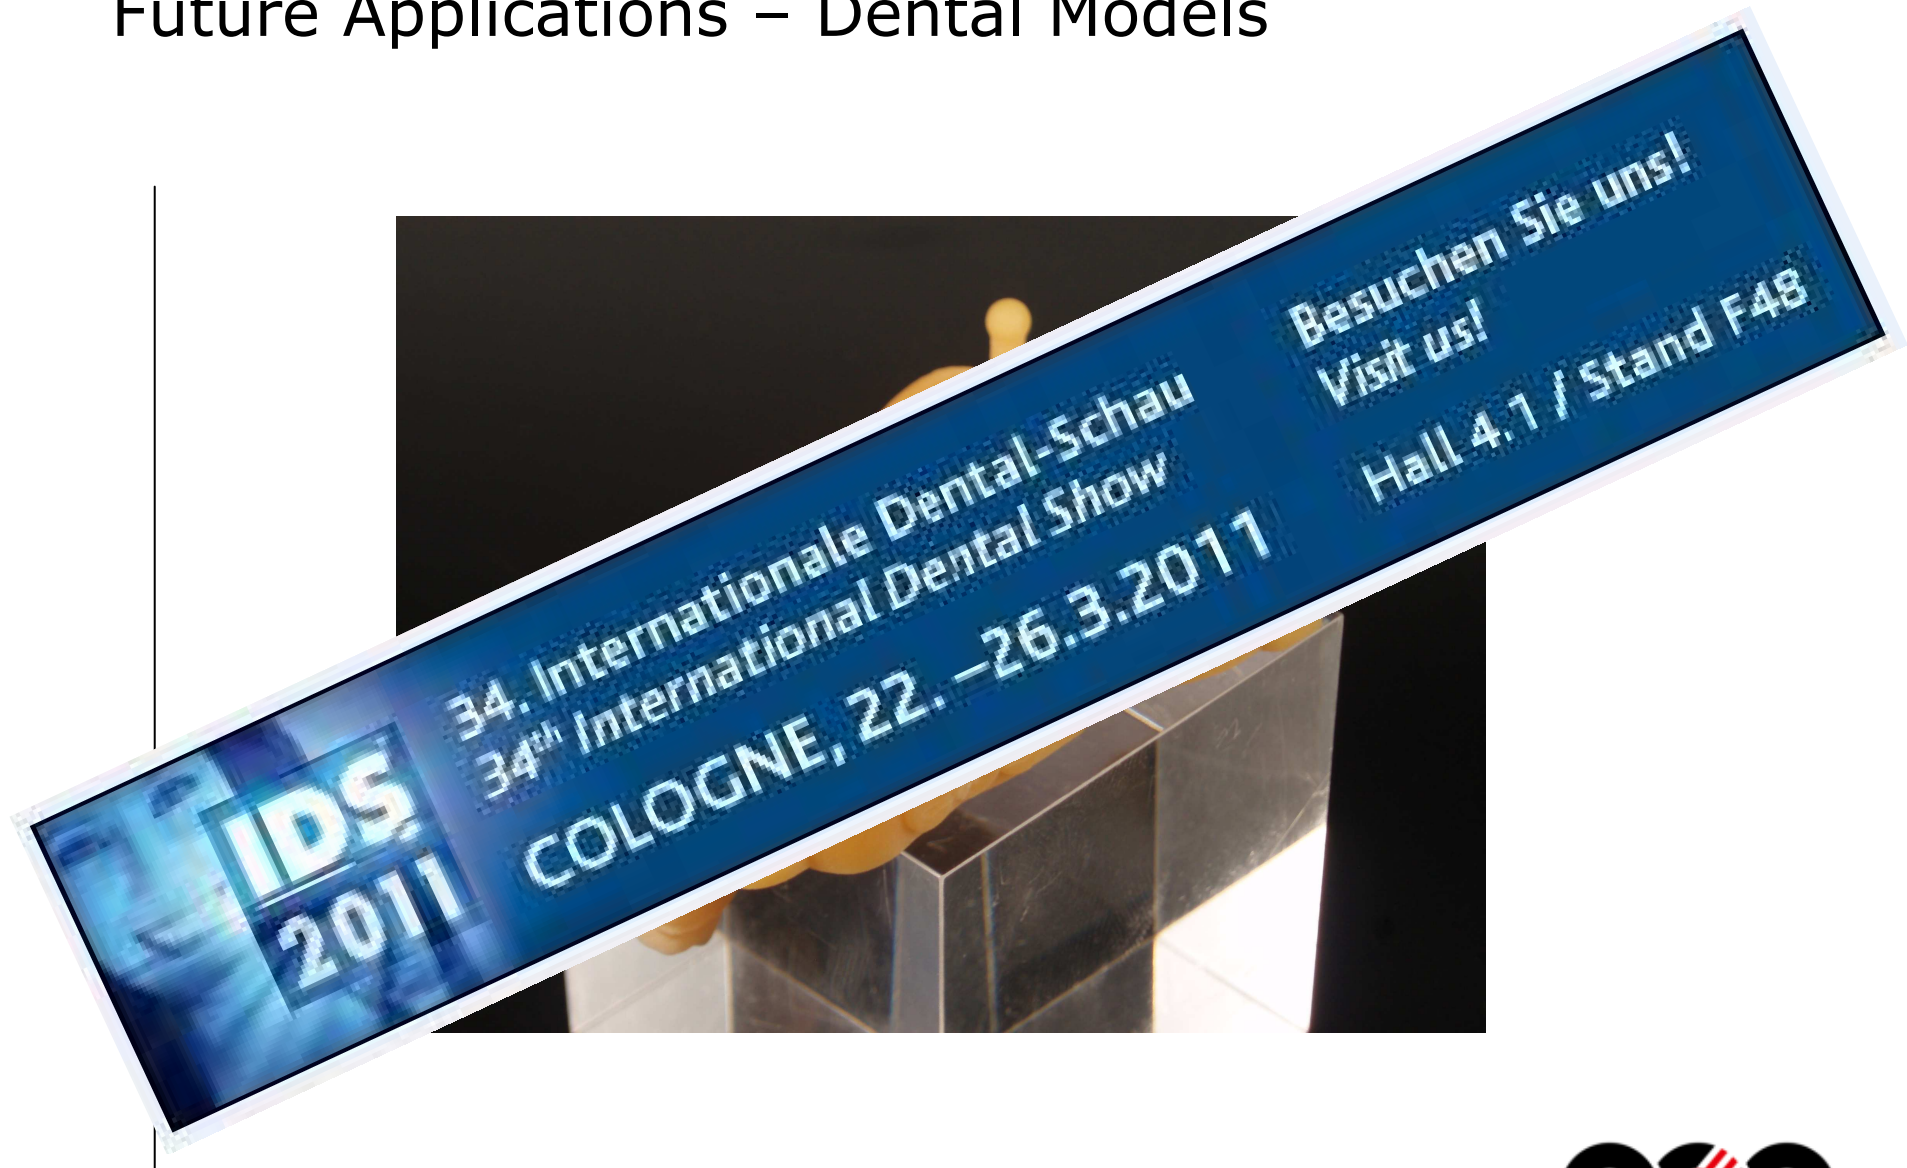 Future Applications – Dental Models
34. Internationale Dental-Schau
34th International Dental Show
COLOGNE, 22. –26.3.2011
Besuchen Sie uns!
Visit us!
Hall 4.1 / Stand F48
IDS
2011